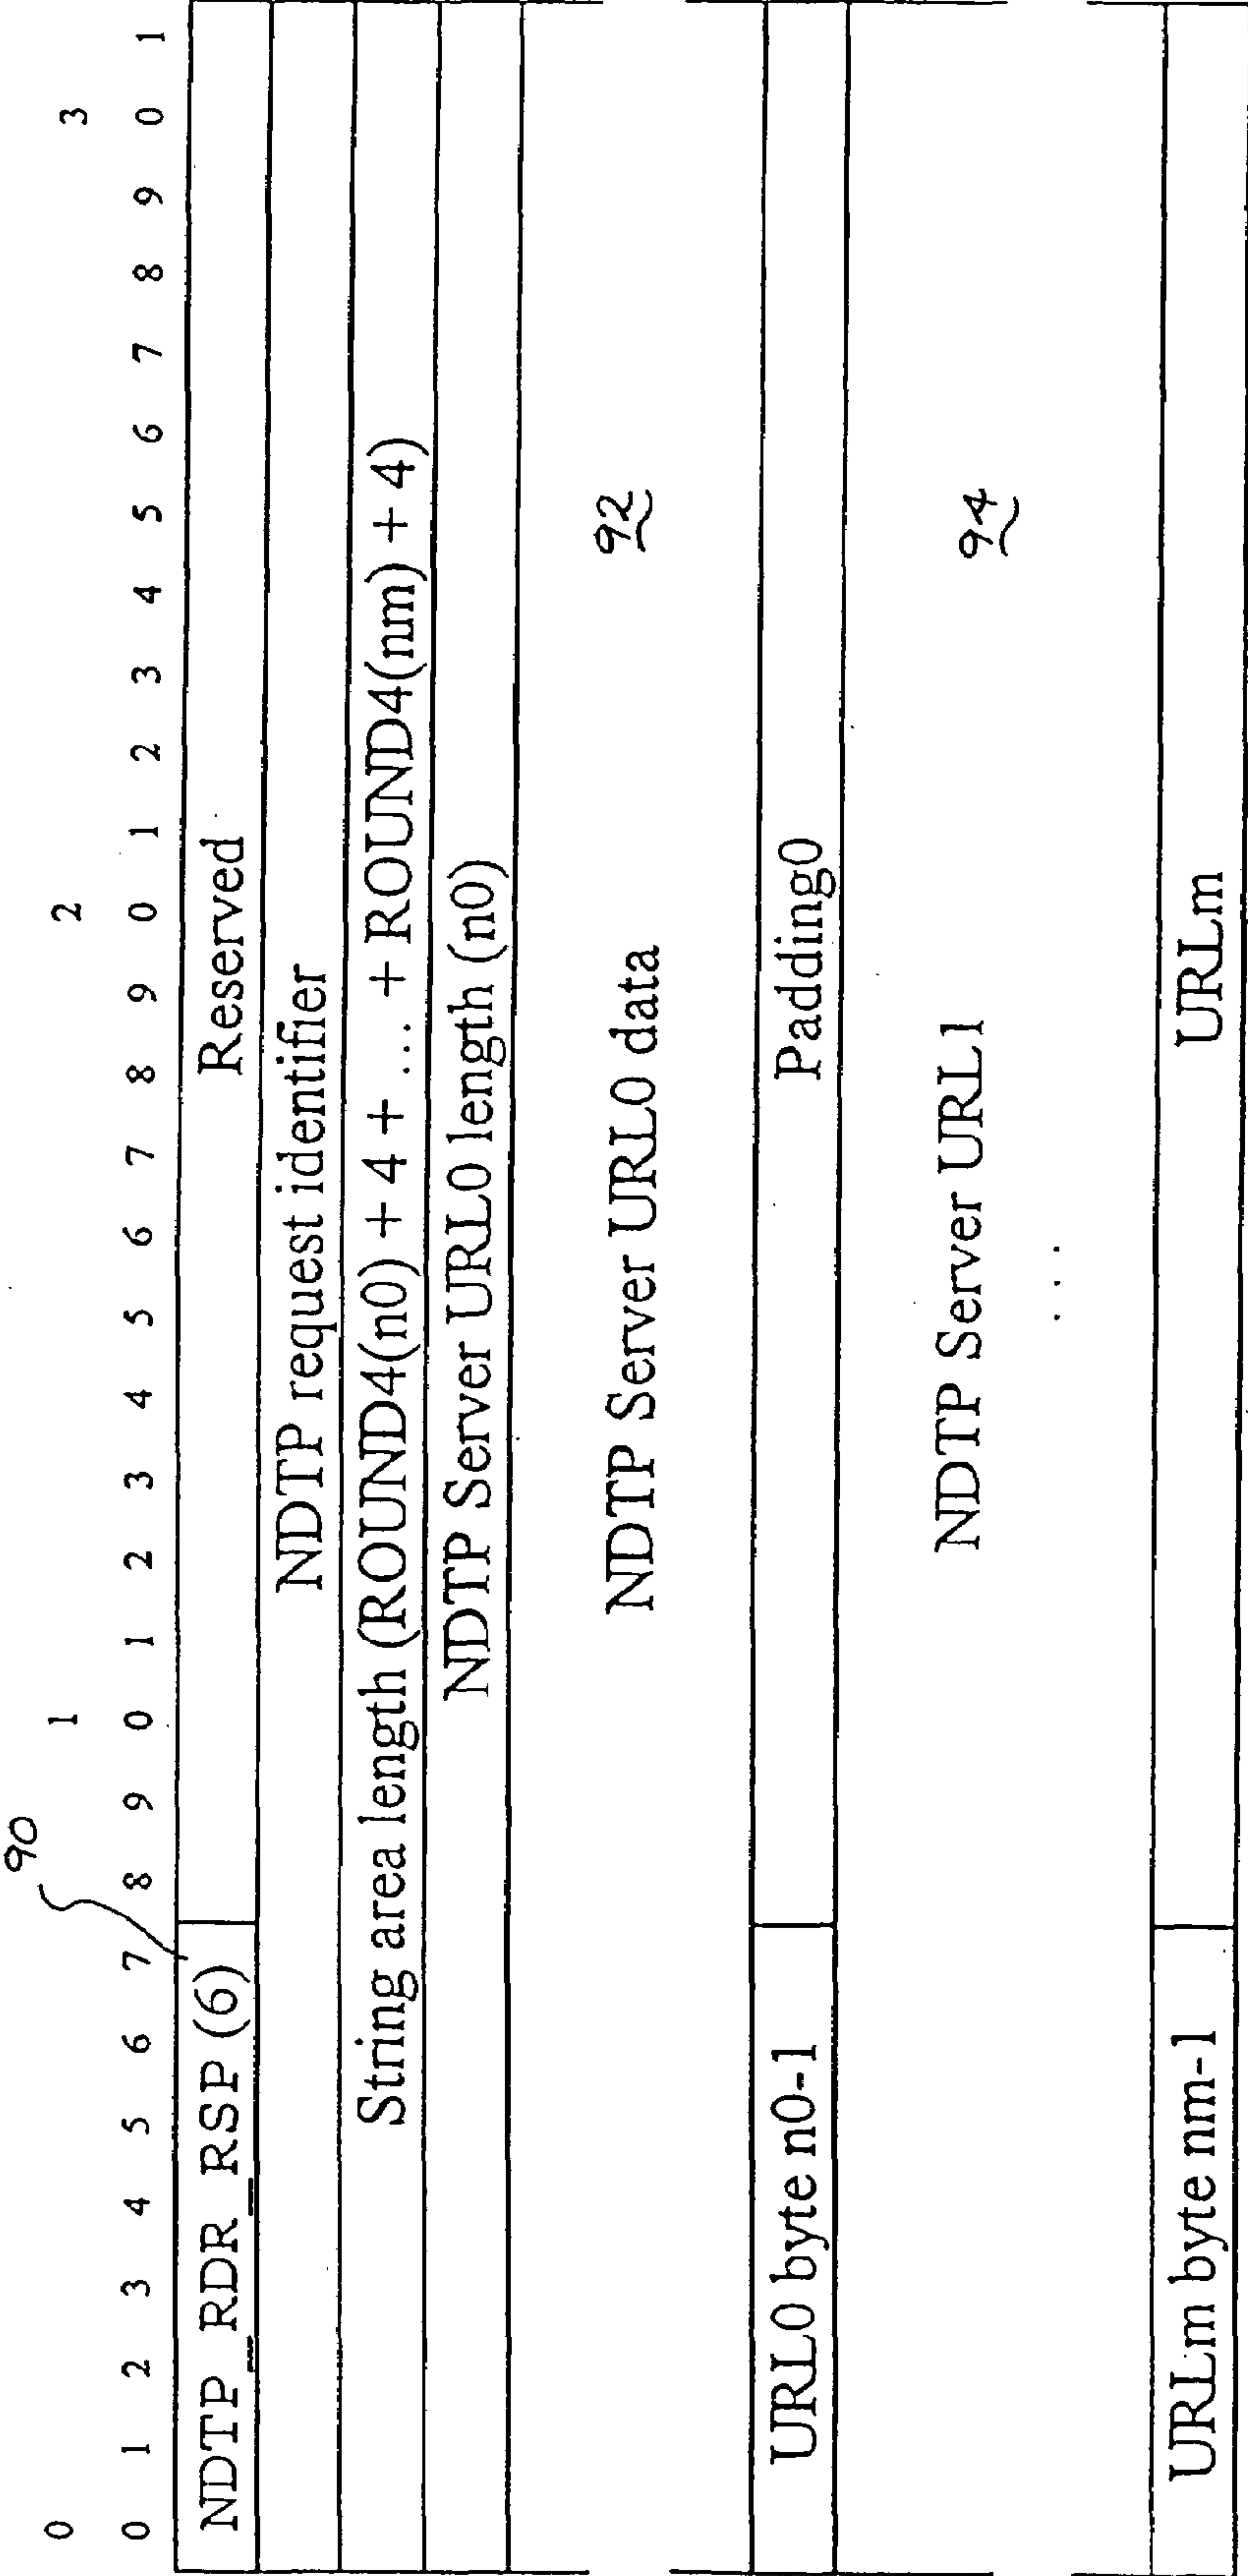 90
0 1 2 3
0 1 2 3 4 5 6 7 8 9 0 1 2 3 4 5 6 7 8 9 0 1 2 3 4 5 6 7 8 9 0 1
NDTP_RDR_RSP (6) Reserved
NDTP request identifier
String area length (ROUND4(n0) + 4 + ... + ROUND4(nm) + 4)
NDTP Server URL0 length (n0)
NDTP Server URL0 data 92
URL0 byte n0-1 Padding0
NDTP Server URL1 94
...
URLm byte nm-1 URLm